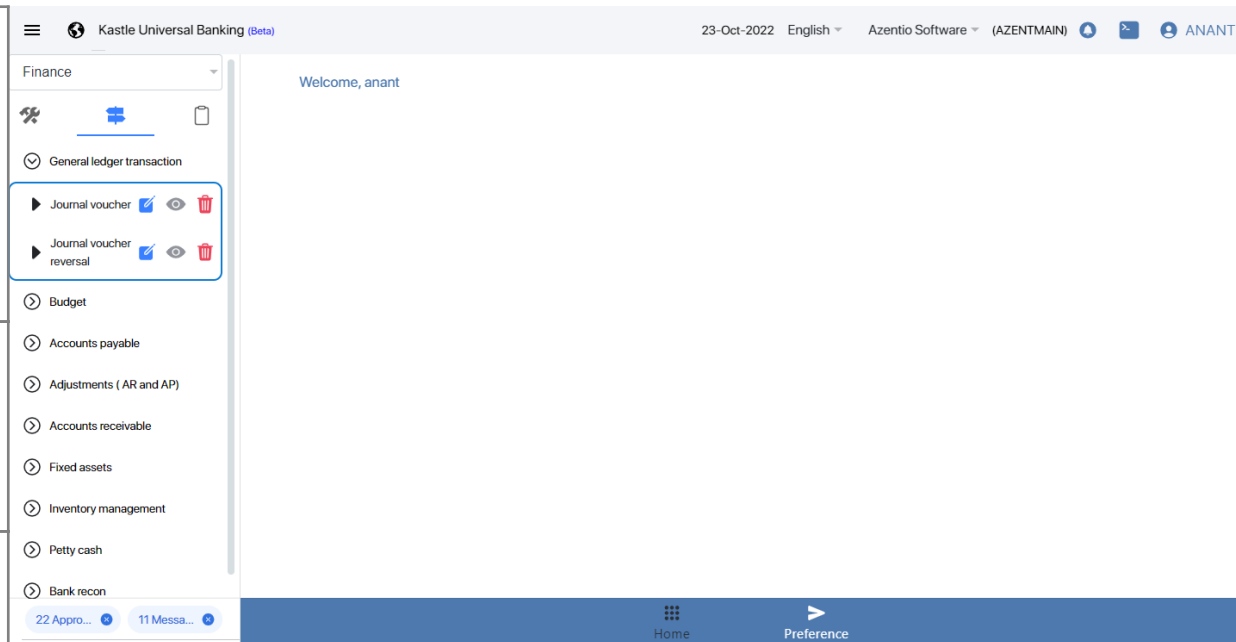 Kastle Universal Banking (Beta)
23-Oct-2022 English Azentio Software (AZENTMAIN) ANANT
Finance
Welcome, anant
General ledger transaction
Journal voucher
Journal voucher
reversal
Budget
Accounts payable
Adjustments ( AR and AP)
Accounts receivable
Fixed assets
Inventory management
Petty cash
Bank recon
22 Appro... 11 Messa...
Home Preference